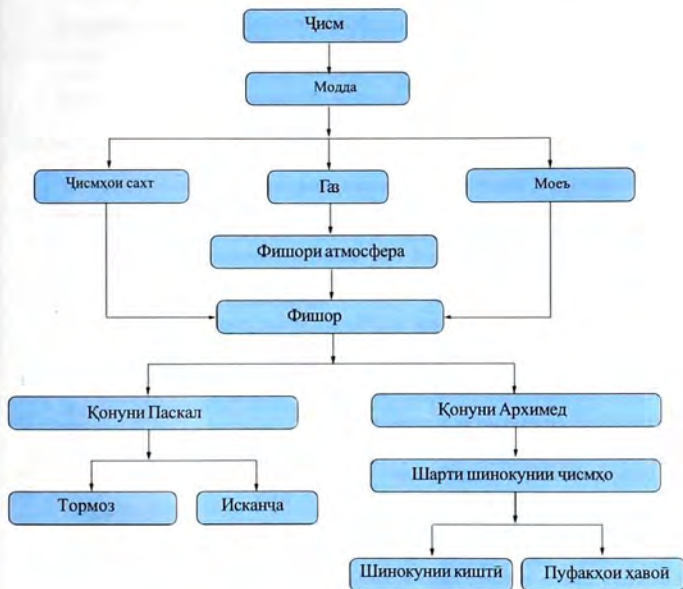 Ҷисм
Модда
Ҷисмҳои сахт
Газ
Моеъ
Фишори атмосфера
Фишор
Қонуни Паскал
Қонуни Архимед
Шарти шинокунии ҷисмҳо
Тормоз
Исканҷа
Шинокунии киштӣ
Пуфакҳои ҳавоӣ